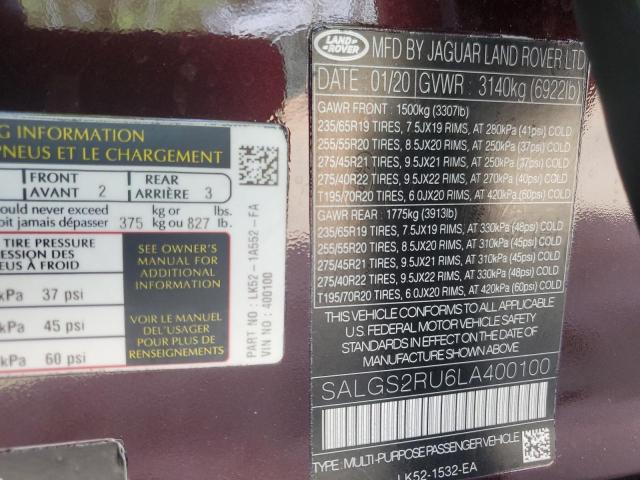 G INFORMATION
PNEUS ET LE CHARGEMENT
FRONT
AVANT 2
REAR
ARRIÈRE 3
ould never exceed kg or lbs.
oit jamais dépasser 375 kg ou 827 lb.
TIRE PRESSURE
ES PNEUS
À FROID
kPa 37 psi
kPa 45 psi
kPa 60 psi
SEE OWNER'S
MANUAL FOR
ADDITIONAL
INFORMATION
VOIR LE MANUEL
DE L'USAGER
POUR PLUS DE
RENSEIGNEMENTS
PART NO : LK52-1A552-FA
VIN NO : 400100
LAND ROVER
MFD BY JAGUAR LAND ROVER LTD
DATE 01/20 GVWR 3140kg (6922lb)
GAWR FRONT : 1500kg (3307lb)
235/65R19 TIRES, 7.5JX19 RIMS, AT 280kPa (41psi) COLD
255/55R20 TIRES, 8.5JX20 RIMS, AT 250kPa (37psi) COLD
275/45R21 TIRES, 9.5JX21 RIMS, AT 250kPa (37psi) COLD
275/40R22 TIRES, 9.5JX22 RIMS, AT 270kPa (40psi) COLD
T195/70R20 TIRES, 6.0JX20 RIMS, AT 420kPa (60psi) COLD
GAWR REAR : 1775kg (3913lb)
235/65R19 TIRES, 7.5JX19 RIMS, AT 330kPa (48psi) COLD
255/55R20 TIRES, 8.5JX20 RIMS, AT 310kPa (45psi) COLD
275/45R21 TIRES, 9.5JX21 RIMS, AT 310kPa (45psi) COLD
275/40R22 TIRES, 9.5JX22 RIMS, AT 330kPa (48psi) COLD
T195/70R20 TIRES, 6.0JX20 RIMS, AT 420kPa (60psi) COLD
THIS VEHICLE CONFORMS TO ALL APPLICABLE
U.S. FEDERAL MOTOR VEHICLE SAFETY
STANDARDS IN EFFECT ON THE DATE OF
MANUFACTURE SHOWN ABOVE.
SALGS2RU6LA400100
TYPE: MULTI-PURPOSE PASSENGER VEHICLE
LK52-1532-EA